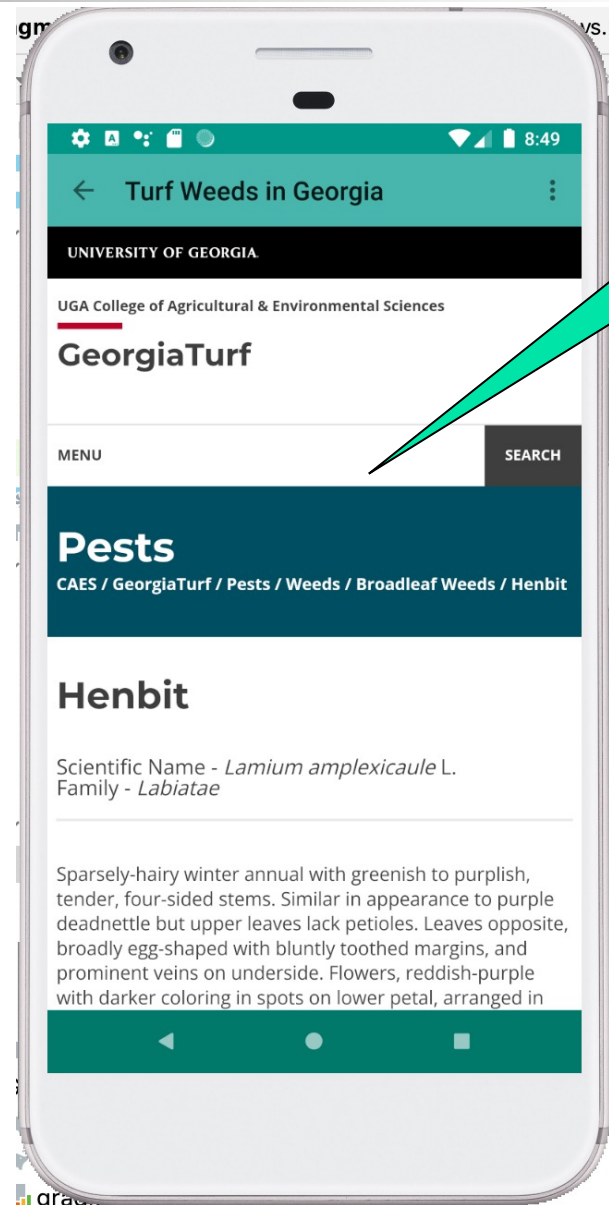 gm
vs.
8:49
Turf Weeds in Georgia
UNIVERSITY OF GEORGIA
UGA College of Agricultural & Environmental Sciences
GeorgiaTurf
MENU
SEARCH
Pests
CAES / GeorgiaTurf / Pests / Weeds / Broadleaf Weeds / Henbit
Henbit
Scientific Name - Lamium amplexicaule L.
Family - Labiatae
Sparsely-hairy winter annual with greenish to purplish,
tender, four-sided stems. Similar in appearance to purple
deadnettle but upper leaves lack petioles. Leaves opposite,
broadly egg-shaped with bluntly toothed margins, and
prominent veins on underside. Flowers, reddish-purple
with darker coloring in spots on lower petal, arranged in